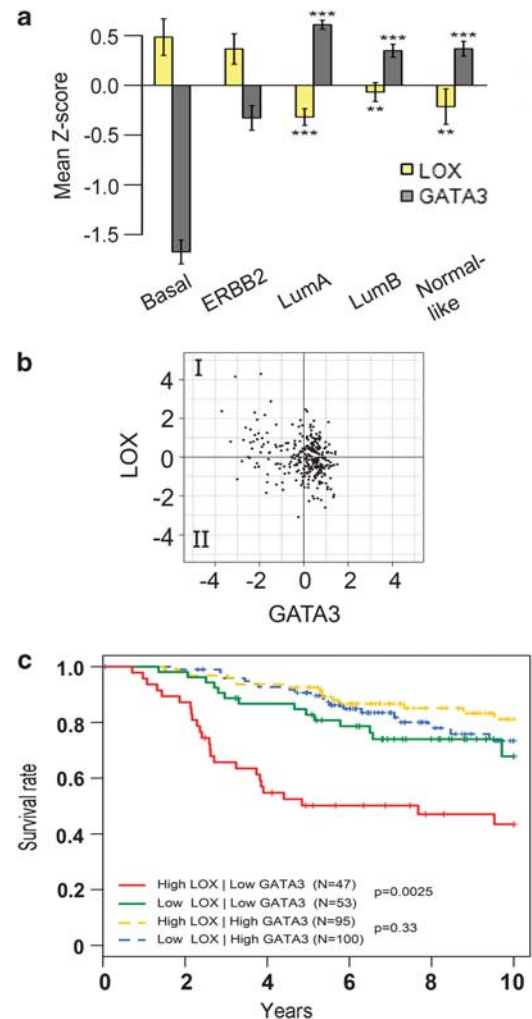 a
0.5
0.0
-0.5
-1.0
-1.5
Mean Z-score
***
***
***
***
**
**
LOX
GATA3
Basal
ERBB2
LumA
LumB
Normal-
like
b
I
II
4
2
0
-2
-4
LOX
-4
-2
0
2
4
GATA3
c
1.0
0.8
0.6
0.4
0.2
0
Survival rate
High LOX | Low GATA3 (N=47)
Low LOX | Low GATA3 (N=53)
p=0.0025
High LOX | High GATA3 (N=95)
Low LOX | High GATA3 (N=100)
p=0.33
0
2
4
6
8
10
Years